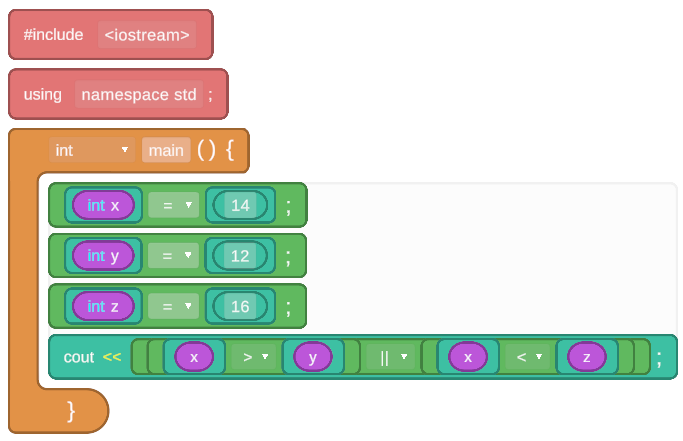 #include <iostream>
using namespace std ;
int main () {
int x = 14 ;
int y = 12 ;
int z = 16 ;
cout << x > y || x < z ;
}